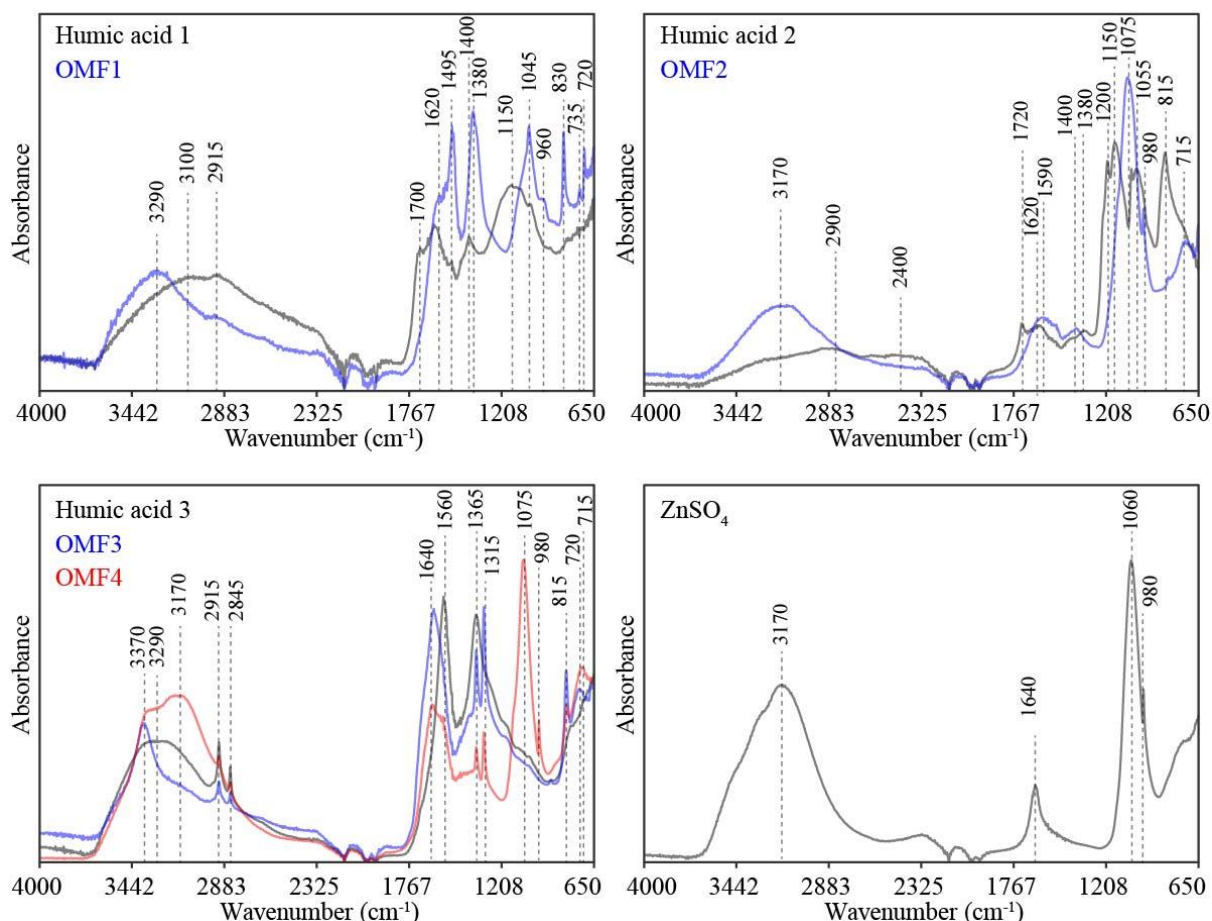 Humic acid 1
OMF1
3290
3100
2915
1700
1620
1495
1400
1380
1150
1045
960
830
735
720
Absorbance
4000 3442 2883 2325 1767 1208 650
Wavenumber (cm⁻¹)
Humic acid 2
OMF2
3170
2900
2400
1720
1620
1590
1400
1380
1200
1150
1075
1055
980
815
715
Absorbance
4000 3442 2883 2325 1767 1208 650
Wavenumber (cm⁻¹)
Humic acid 3
OMF3
OMF4
3370
3290
3170
2915
2845
1640
1560
1365
1315
1075
980
815
720
715
Absorbance
4000 3442 2883 2325 1767 1208 650
Wavenumber (cm⁻¹)
ZnSO₄
3170
1640
1060
980
Absorbance
4000 3442 2883 2325 1767 1208 650
Wavenumber (cm⁻¹)